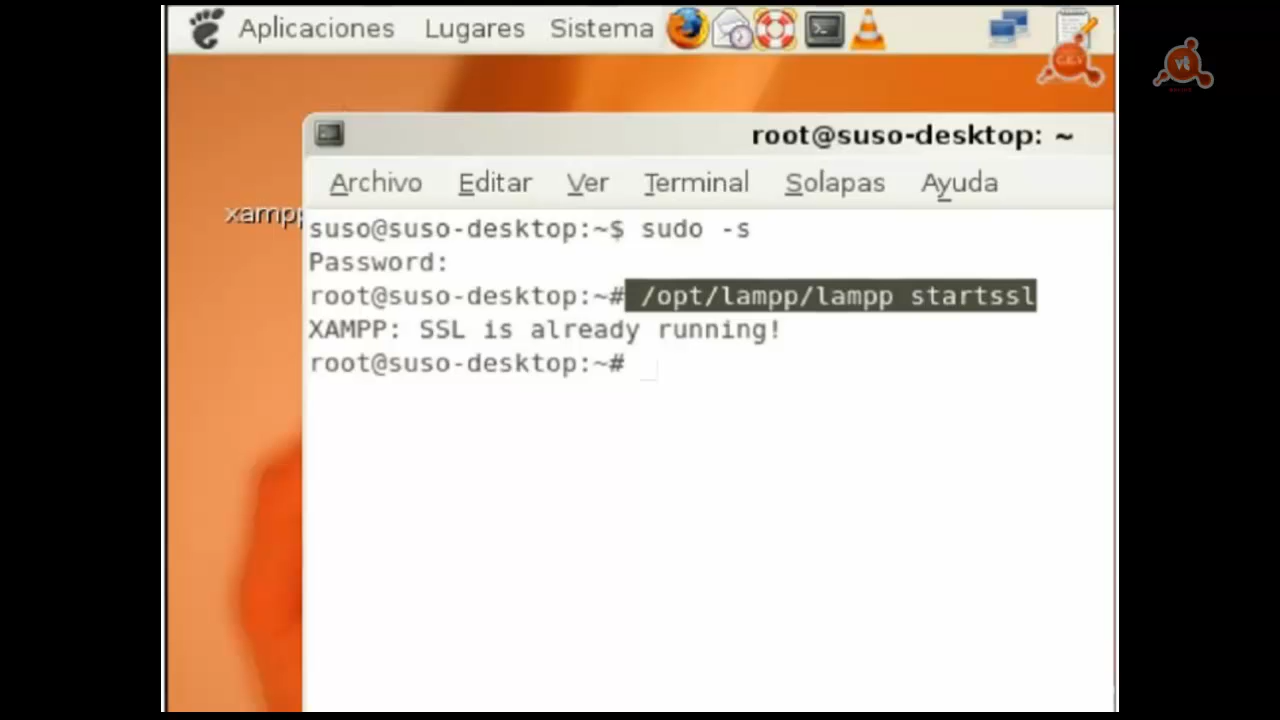 Aplicaciones Lugares Sistema
root@suso-desktop: ~
Archivo Editar Ver Terminal Solapas Ayuda
xampp
suso@suso-desktop:~$ sudo -s
Password:
root@suso-desktop:~# /opt/lampp/lampp startssl
XAMPP: SSL is already running!
root@suso-desktop:~#